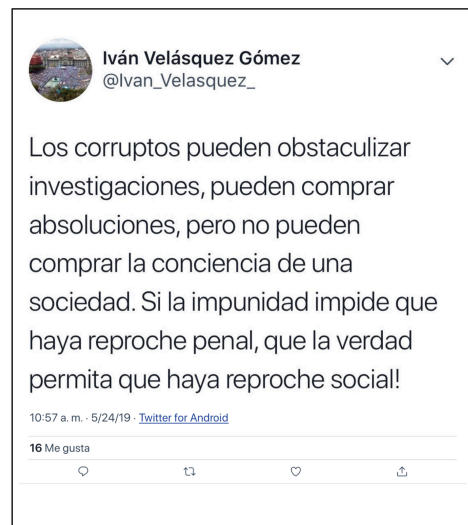 Iván Velásquez Gómez
@Ivan_Velasquez_
Los corruptos pueden obstaculizar
investigaciones, pueden comprar
absoluciones, pero no pueden
comprar la conciencia de una
sociedad. Si la impunidad impide que
haya reproche penal, que la verdad
permita que haya reproche social!
10:57 a. m. · 5/24/19 · Twitter for Android
16 Me gusta